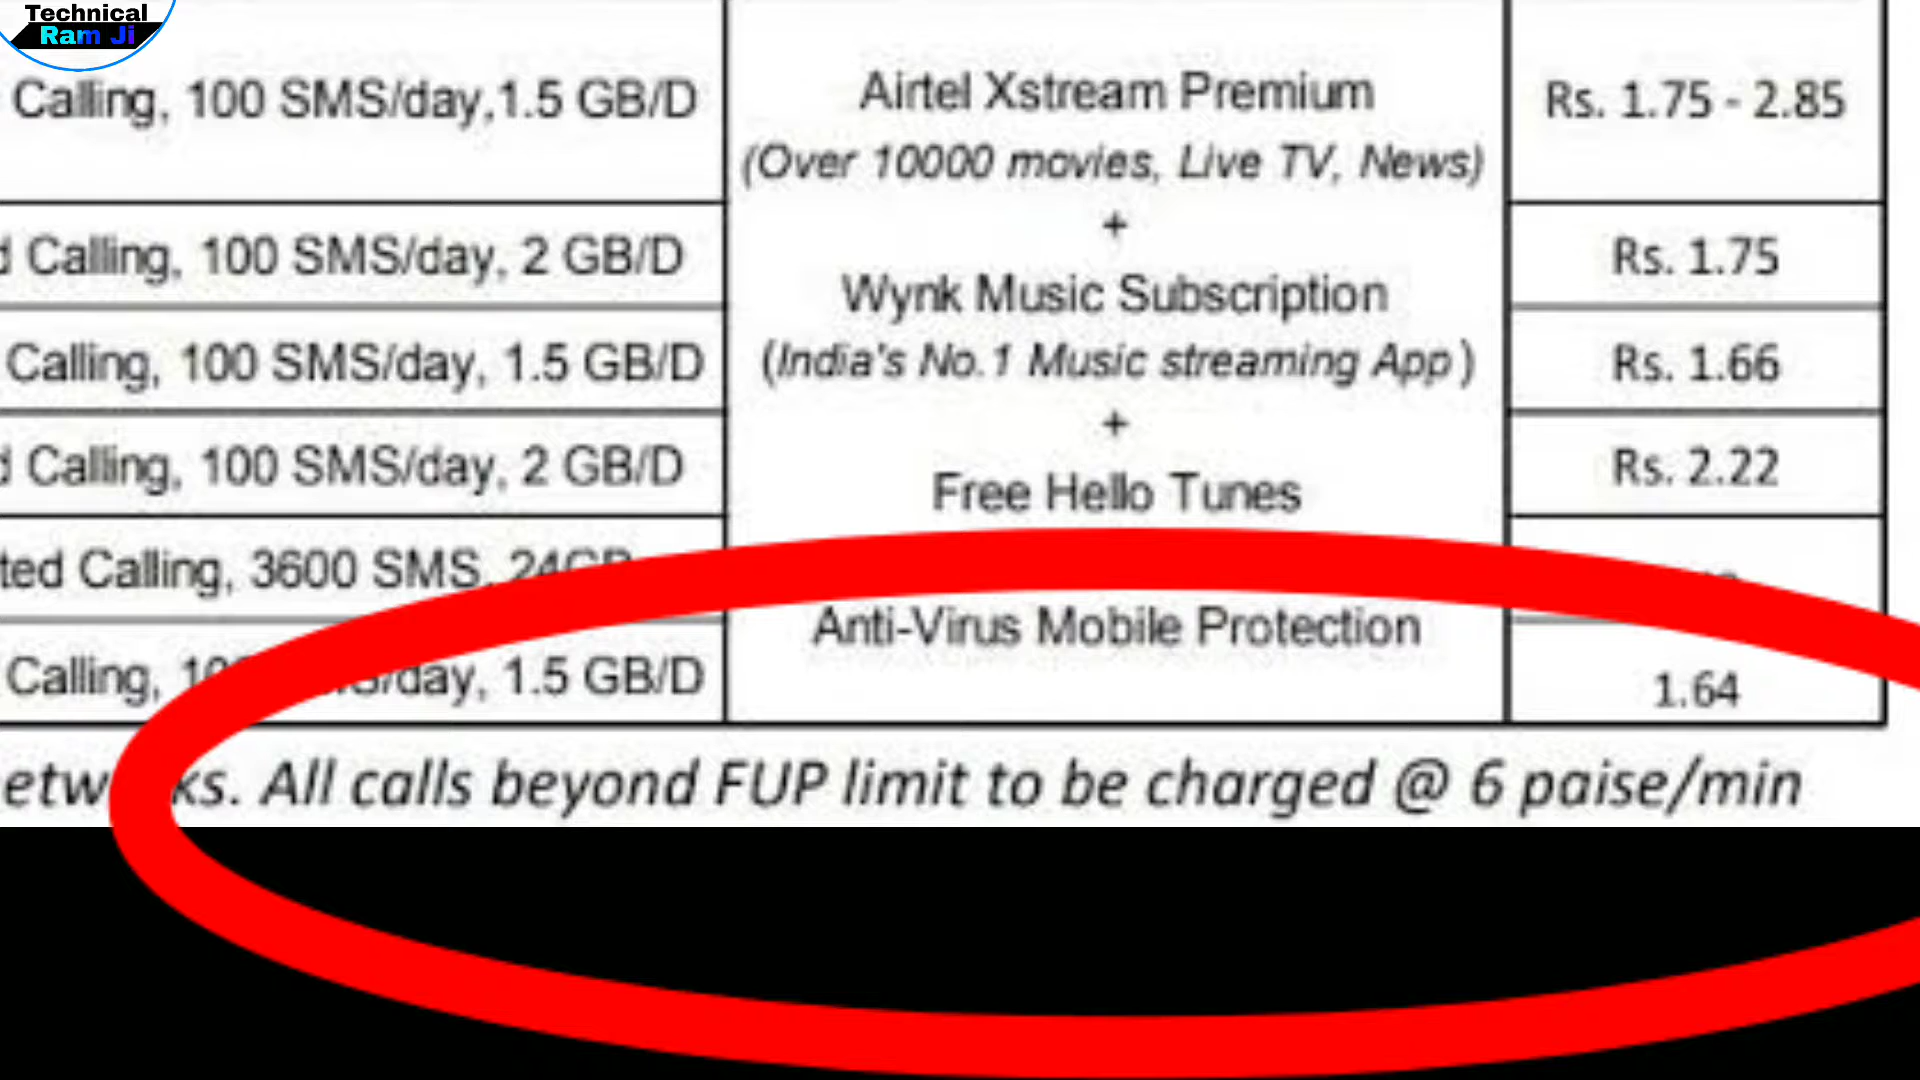 Technical
Ram Ji
Calling, 100 SMS/day,1.5 GB/D
Airtel Xstream Premium
Rs. 1.75 - 2.85
(Over 10000 movies, Live TV, News)
+
d Calling, 100 SMS/day, 2 GB/D
Wynk Music Subscription
Rs. 1.75
Calling, 100 SMS/day, 1.5 GB/D
(India's No.1 Music streaming App)
Rs. 1.66
+
d Calling, 100 SMS/day, 2 GB/D
Free Hello Tunes
Rs. 2.22
ted Calling, 3600 SMS, 24GB
Anti-Virus Mobile Protection
Calling, /day, 1.5 GB/D
1.64
All calls beyond FUP limit to be charged @ 6 paise/min